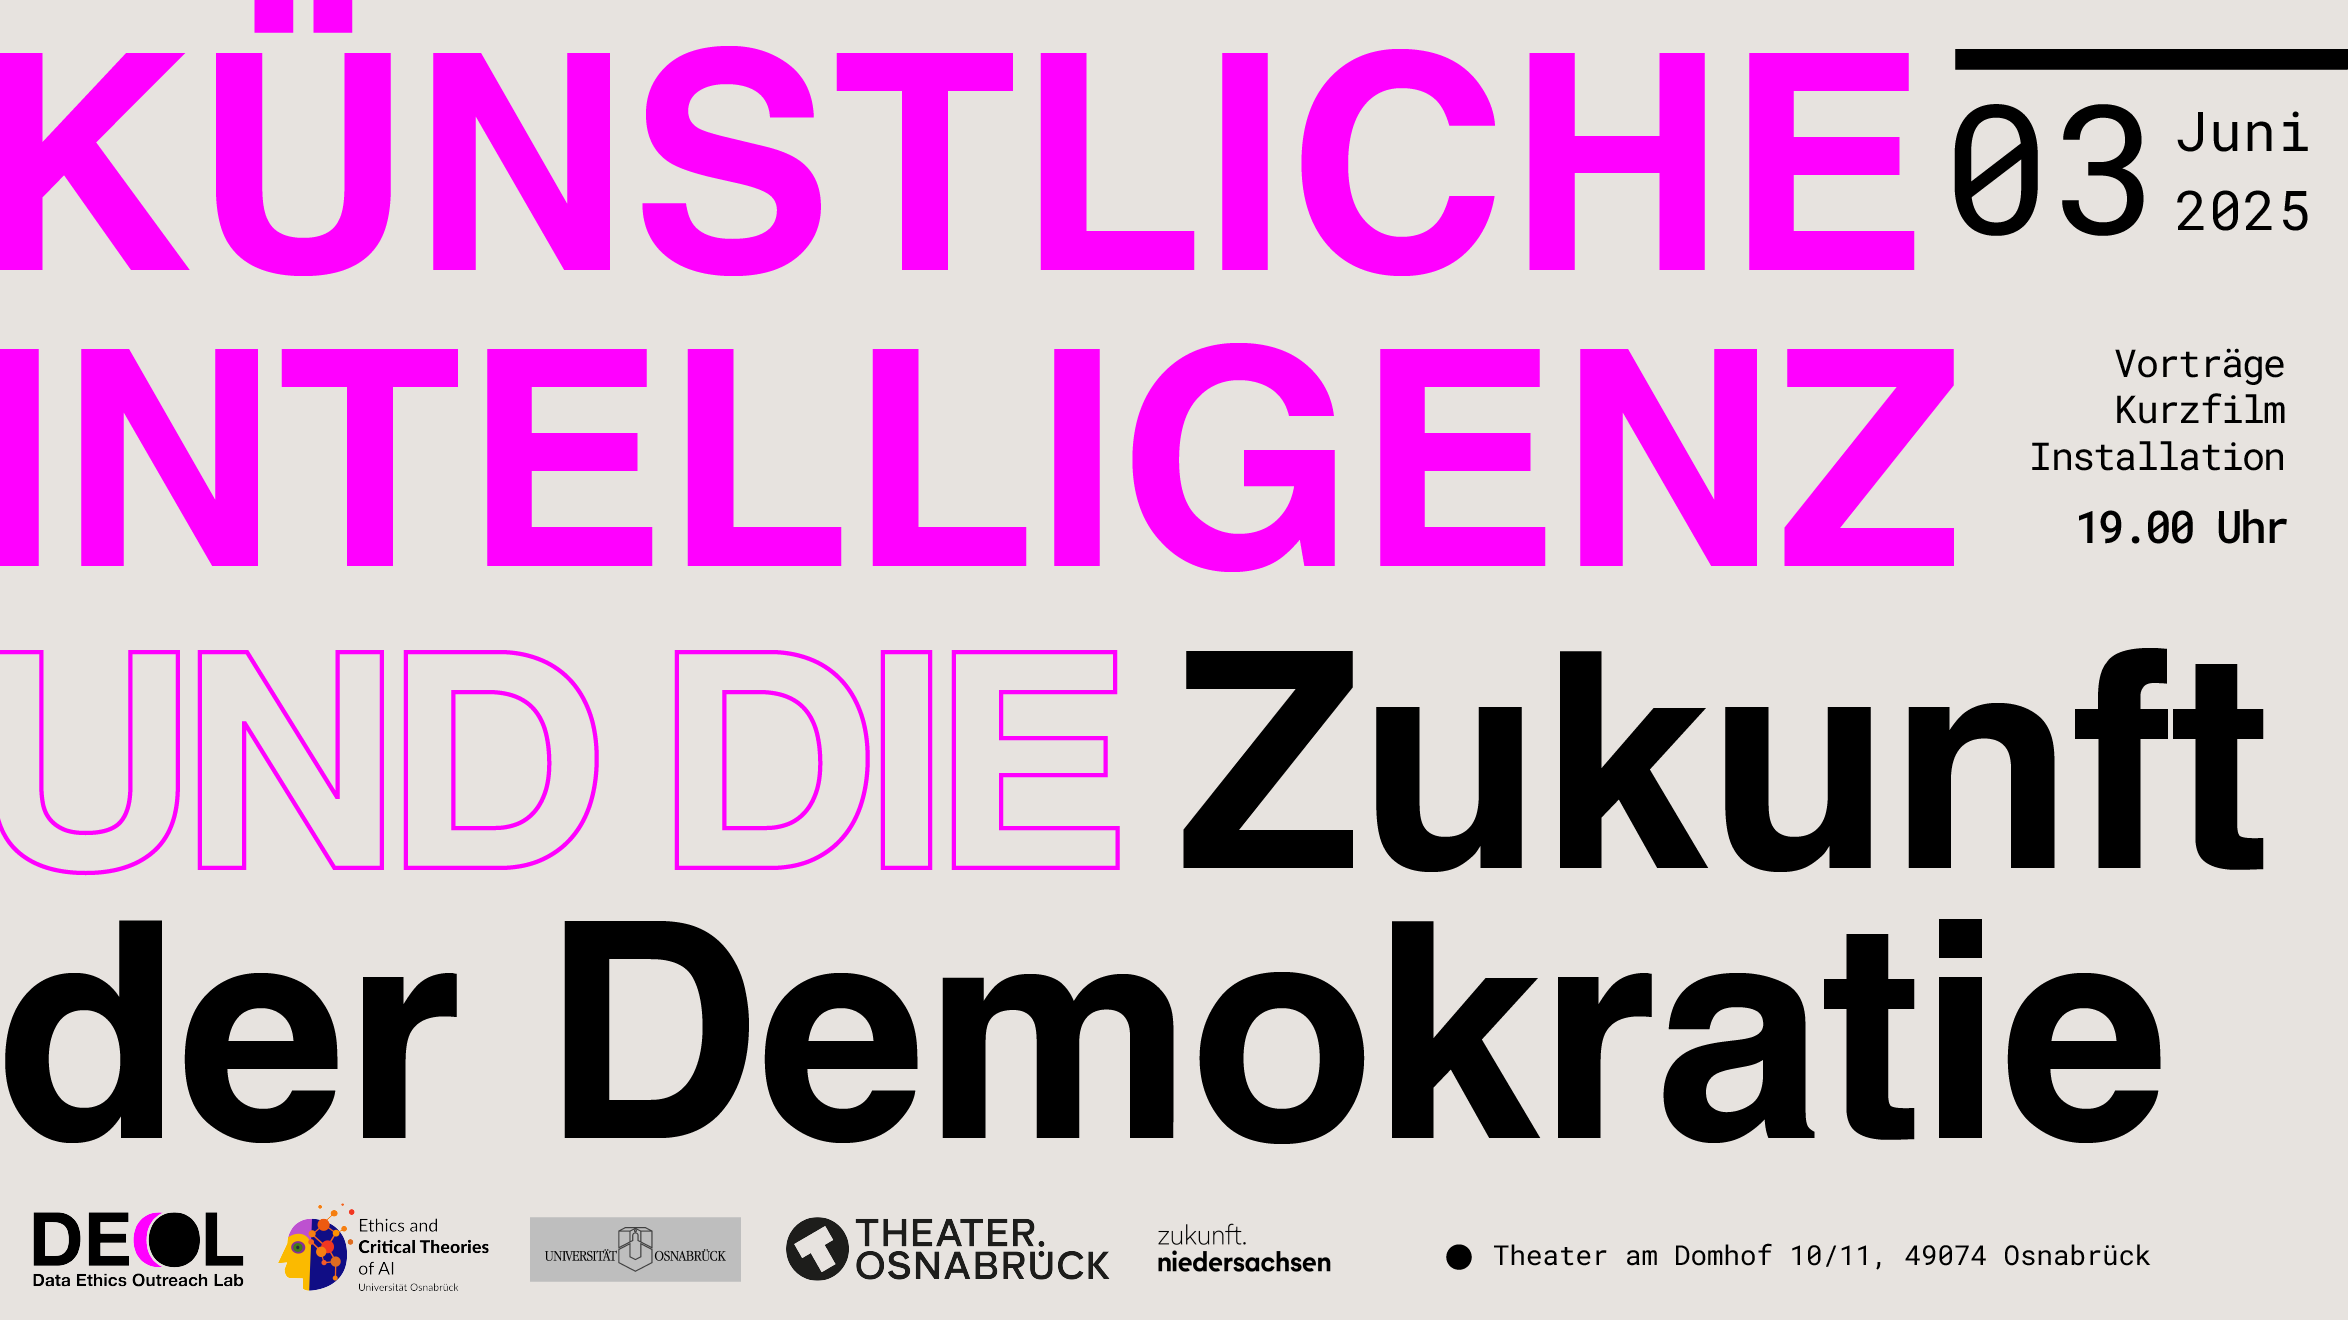 KÜNSTLICHE
03 Juni
2025
INTELLIGENZ
Vorträge
Kurzfilm
Installation
19.00 Uhr
UND DIE Zukunft
der Demokratie
DEOL
Data Ethics Outreach Lab
Ethics and
Critical Theories
of AI
Universität Osnabrück
UNIVERSITÄT OSNABRÜCK
THEATER.
OSNABRÜCK
zukunft.
niedersachsen
Theater am Domhof 10/11, 49074 Osnabrück